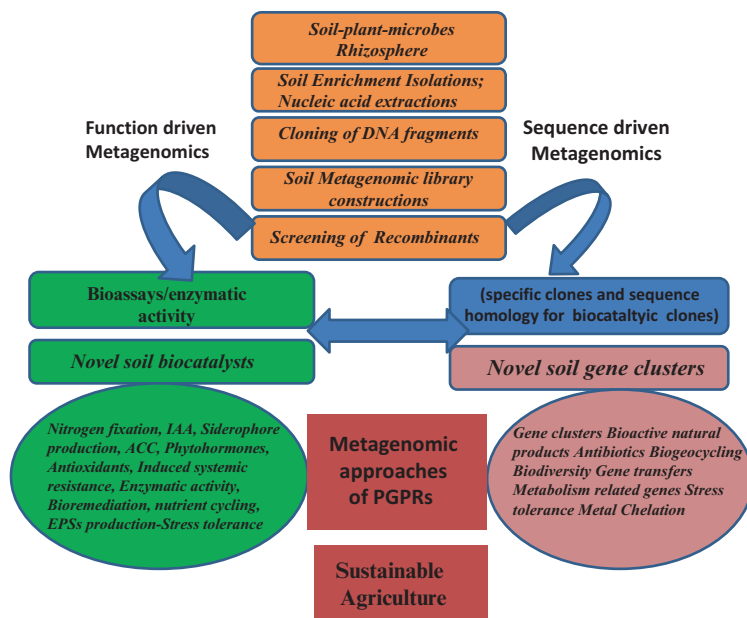 Soil-plant-microbes
Rhizosphere
Soil Enrichment Isolations;
Nucleic acid extractions
Function driven
Metagenomics
Cloning of DNA fragments
Sequence driven
Metagenomics
Soil Metagenomic library
constructions
Screening of Recombinants
Bioassays/enzymatic
activity
(specific clones and sequence
homology for biocataltyic clones)
Novel soil biocatalysts
Novel soil gene clusters
Nitrogen fixation, IAA, Siderophore
production, ACC, Phytohormones,
Antioxidants, Induced systemic
resistance, Enzymatic activity,
Bioremediation, nutrient cycling,
EPSs production-Stress tolerance
Metagenomic
approaches
of PGPRs
Gene clusters Bioactive natural
products Antibiotics Biogeocycling
Biodiversity Gene transfers
Metabolism related genes Stress
tolerance Metal Chelation
Sustainable
Agriculture